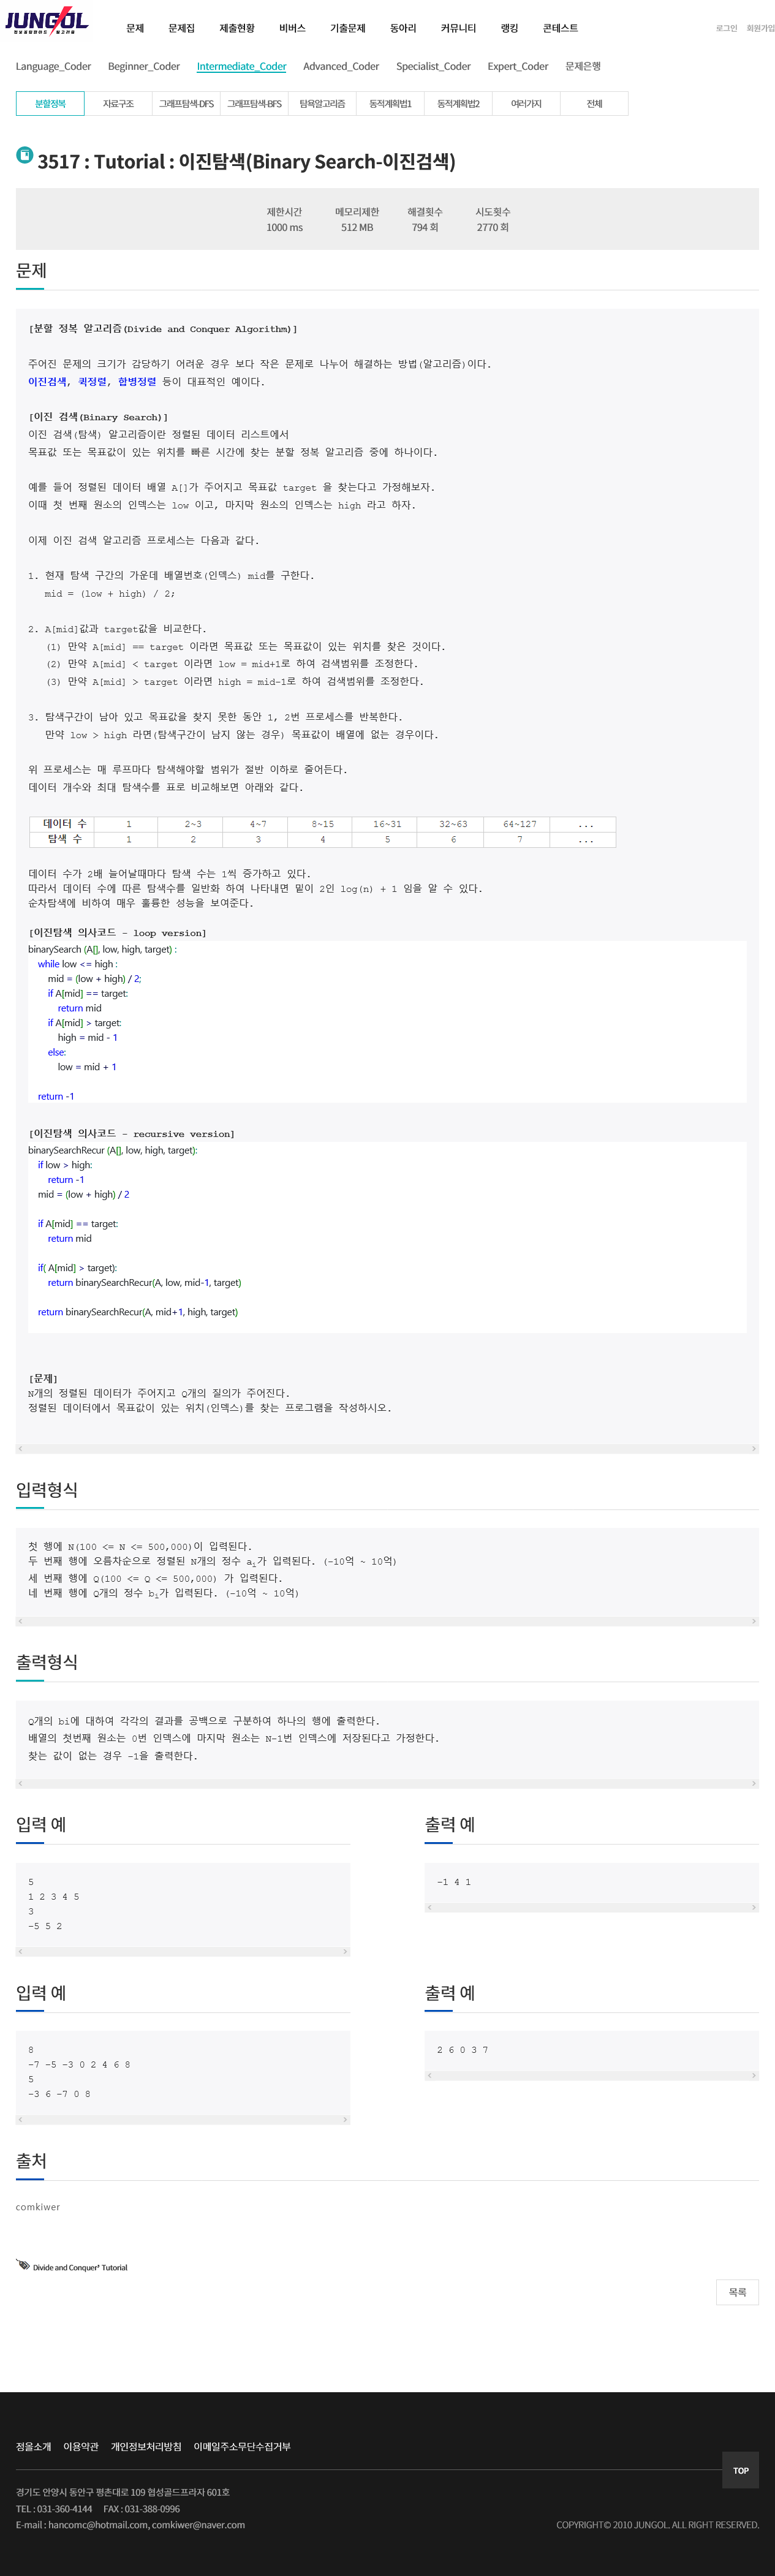 JUNGOL
정보올림피아드 · 알고리즘
문제 문제집 제출현황 비버스 기출문제 동아리 커뮤니티 랭킹 콘테스트
로그인 회원가입
Language_Coder Beginner_Coder Intermediate_Coder Advanced_Coder Specialist_Coder Expert_Coder 문제은행
분할정복 자료구조 그래프탐색-DFS 그래프탐색-BFS 탐욕알고리즘 동적계획법1 동적계획법2 여러가지 전체
3517 : Tutorial : 이진탐색(Binary Search-이진검색)
제한시간 메모리제한 해결횟수 시도횟수
1000 ms 512 MB 794 회 2770 회
문제
[분할 정복 알고리즘(Divide and Conquer Algorithm)]
주어진 문제의 크기가 감당하기 어려운 경우 보다 작은 문제로 나누어 해결하는 방법(알고리즘)이다.
이진검색, 퀵정렬, 합병정렬 등이 대표적인 예이다.
[이진 검색(Binary Search)]
이진 검색(탐색) 알고리즘이란 정렬된 데이터 리스트에서
목표값 또는 목표값이 있는 위치를 빠른 시간에 찾는 분할 정복 알고리즘 중에 하나이다.
예를 들어 정렬된 데이터 배열 A[]가 주어지고 목표값 target 을 찾는다고 가정해보자.
이때 첫 번째 원소의 인덱스는 low 이고, 마지막 원소의 인덱스는 high 라고 하자.
이제 이진 검색 알고리즘 프로세스는 다음과 같다.
1. 현재 탐색 구간의 가운데 배열번호(인덱스) mid를 구한다.
mid = (low + high) / 2;
2. A[mid]값과 target값을 비교한다.
(1) 만약 A[mid] == target 이라면 목표값 또는 목표값이 있는 위치를 찾은 것이다.
(2) 만약 A[mid] < target 이라면 low = mid+1로 하여 검색범위를 조정한다.
(3) 만약 A[mid] > target 이라면 high = mid-1로 하여 검색범위를 조정한다.
3. 탐색구간이 남아 있고 목표값을 찾지 못한 동안 1, 2번 프로세스를 반복한다.
만약 low > high 라면(탐색구간이 남지 않는 경우) 목표값이 배열에 없는 경우이다.
위 프로세스는 매 루프마다 탐색해야할 범위가 절반 이하로 줄어든다.
데이터 개수와 최대 탐색수를 표로 비교해보면 아래와 같다.
데이터 수 1 2~3 4~7 8~15 16~31 32~63 64~127 ...
탐색 수 1 2 3 4 5 6 7 ...
데이터 수가 2배 늘어날때마다 탐색 수는 1씩 증가하고 있다.
따라서 데이터 수에 따른 탐색수를 일반화 하여 나타내면 밑이 2인 log(n) + 1 임을 알 수 있다.
순차탐색에 비하여 매우 훌륭한 성능을 보여준다.
[이진탐색 의사코드 - loop version]
binarySearch (A[], low, high, target) :
while low <= high :
mid = (low + high) / 2;
if A[mid] == target:
return mid
if A[mid] > target:
high = mid - 1
else:
low = mid + 1
return -1
[이진탐색 의사코드 - recursive version]
binarySearchRecur (A[], low, high, target):
if low > high:
return -1
mid = (low + high) / 2
if A[mid] == target:
return mid
if( A[mid] > target):
return binarySearchRecur(A, low, mid-1, target)
return binarySearchRecur(A, mid+1, high, target)
[문제]
N개의 정렬된 데이터가 주어지고 Q개의 질의가 주어진다.
정렬된 데이터에서 목표값이 있는 위치(인덱스)를 찾는 프로그램을 작성하시오.
입력형식
첫 행에 N(100 <= N <= 500,000)이 입력된다.
두 번째 행에 오름차순으로 정렬된 N개의 정수 ai가 입력된다. (-10억 ~ 10억)
세 번째 행에 Q(100 <= Q <= 500,000) 가 입력된다.
네 번째 행에 Q개의 정수 bi가 입력된다. (-10억 ~ 10억)
출력형식
Q개의 bi에 대하여 각각의 결과를 공백으로 구분하여 하나의 행에 출력한다.
배열의 첫번째 원소는 0번 인덱스에 마지막 원소는 N-1번 인덱스에 저장된다고 가정한다.
찾는 값이 없는 경우 -1을 출력한다.
입력 예
5
1 2 3 4 5
3
-5 5 2
출력 예
-1 4 1
입력 예
8
-7 -5 -3 0 2 4 6 8
5
-3 6 -7 0 8
출력 예
2 6 0 3 7
출처
comkiwer
Divide and Conquer' Tutorial
목록
정올소개 이용약관 개인정보처리방침 이메일주소무단수집거부
TOP
경기도 안양시 동안구 평촌대로 109 협성골드프라자 601호
TEL : 031-360-4144 FAX : 031-388-0996
E-mail : hancomc@hotmail.com, comkiwer@naver.com
COPYRIGHT© 2010 JUNGOL. ALL RIGHT RESERVED.